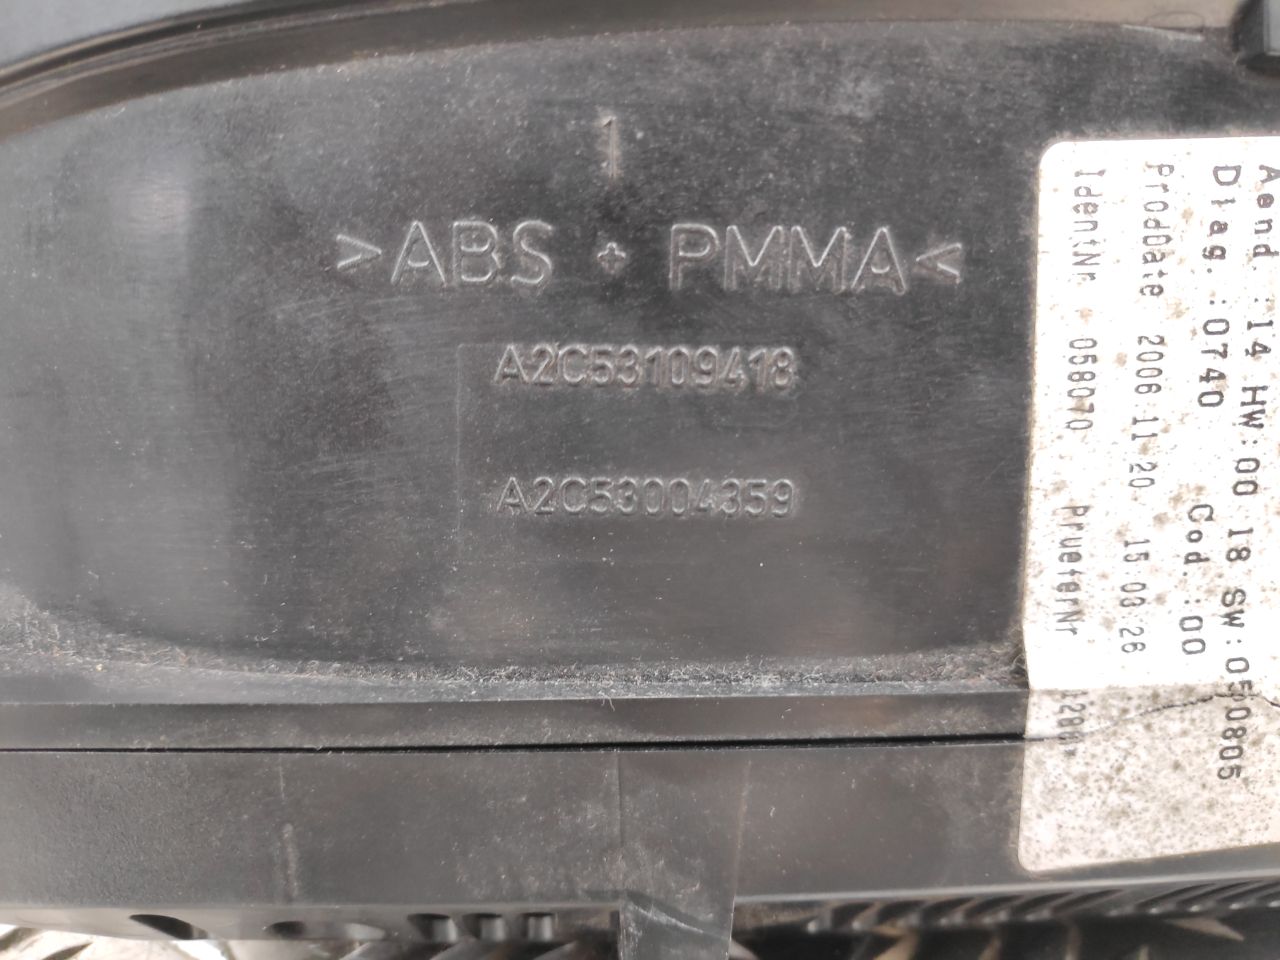 1
>ABS + PMMA<
A2C53109418
A2C53004359
Aend.:14 HW:00 18 SW:050805
Diag.:0740 Cod.:00
Proddate 2006 11 20 15 08:26
IdentNr 058070 PrueferNr